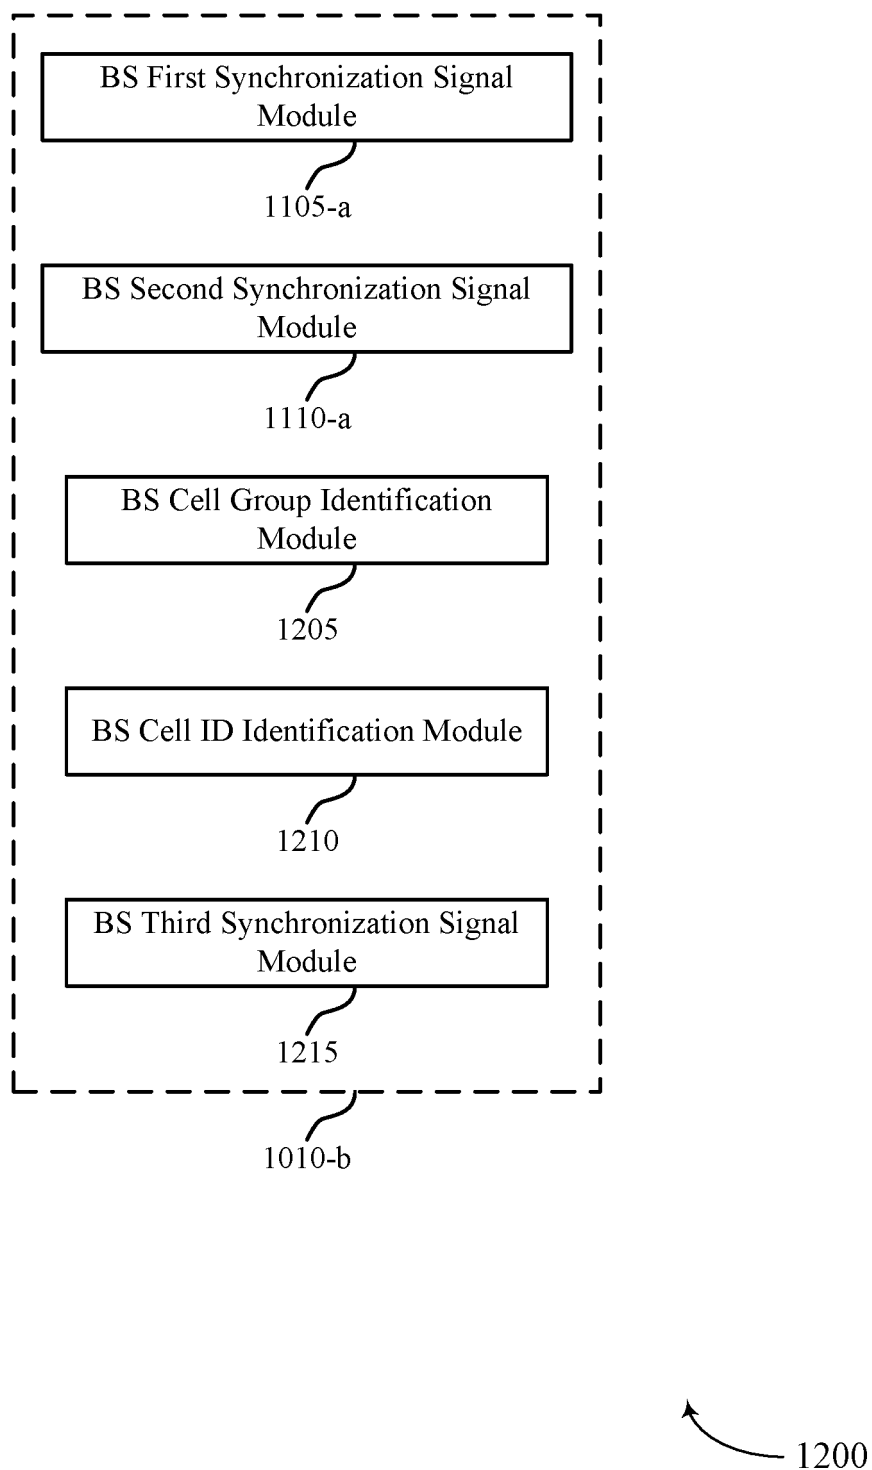 BS First Synchronization Signal
Module
1105-a
BS Second Synchronization Signal
Module
1110-a
BS Cell Group Identification
Module
1205
BS Cell ID Identification Module
1210
BS Third Synchronization Signal
Module
1215
1010-b
1200